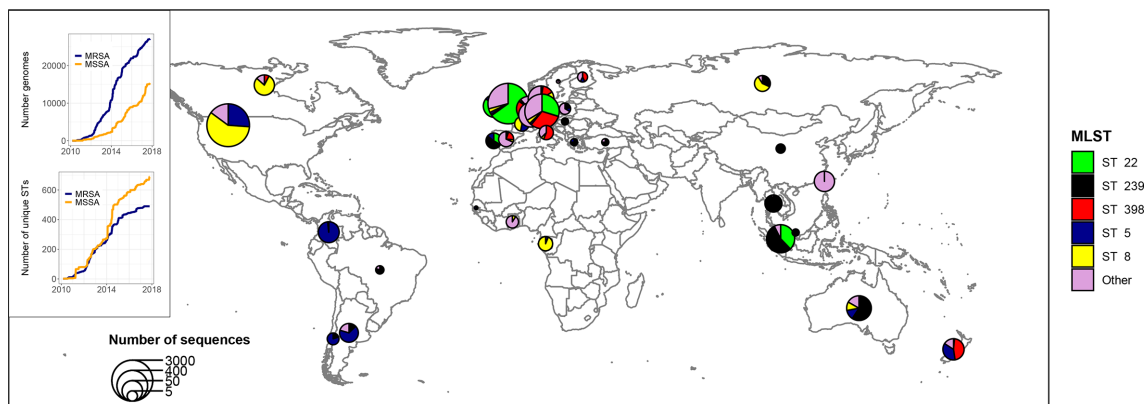 Number genomes
20000
10000
0
MRSA
MSSA
2010
2014
2018
Number of unique STs
600
400
200
0
MRSA
MSSA
2010
2014
2018
Number of sequences
3000
400
50
5
MLST
ST 22
ST 239
ST 398
ST 5
ST 8
Other